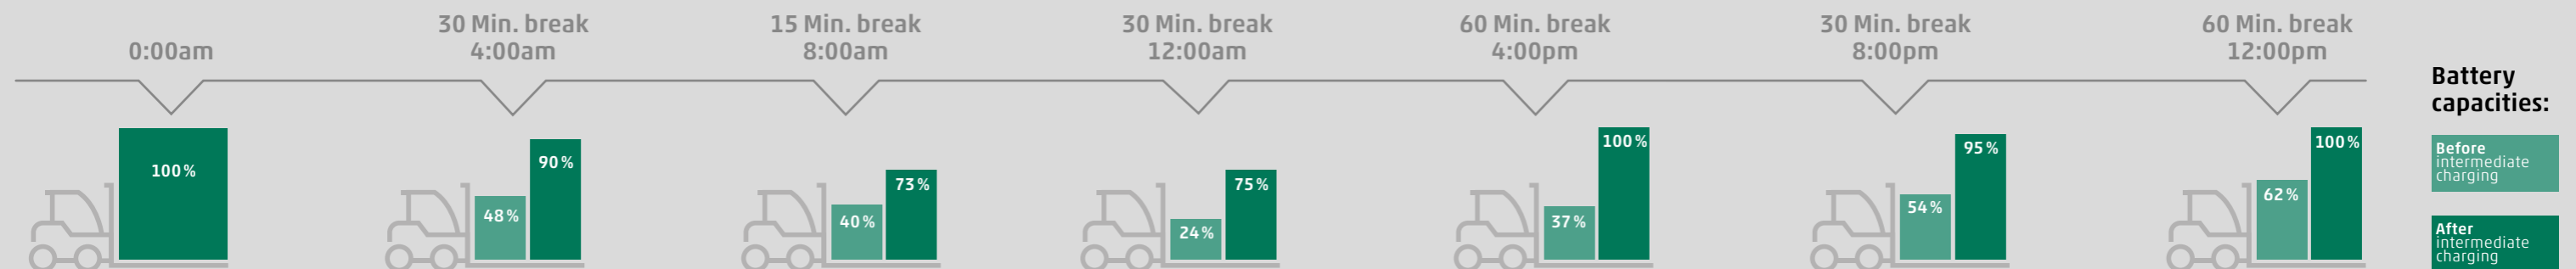 0:00am
30 Min. break
4:00am
15 Min. break
8:00am
30 Min. break
12:00am
60 Min. break
4:00pm
30 Min. break
8:00pm
60 Min. break
12:00pm
100%
48%
90%
40%
73%
24%
75%
37%
100%
54%
95%
62%
100%
Battery
capacities:
Before
intermediate
charging
After
intermediate
charging